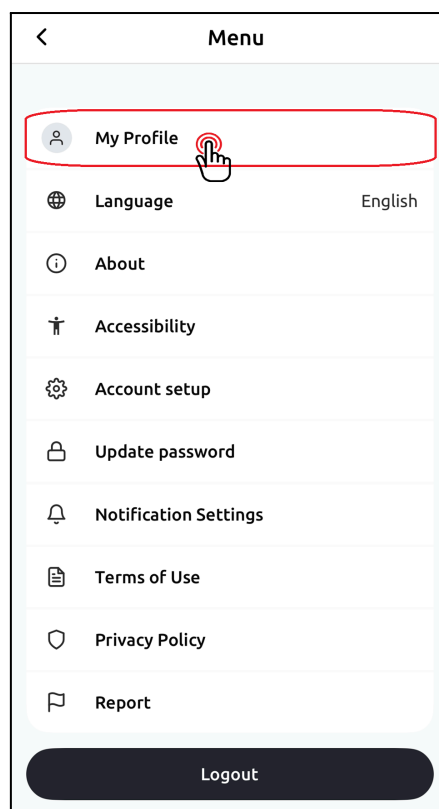 Menu
My Profile
Language English
About
Accessibility
Account setup
Update password
Notification Settings
Terms of Use
Privacy Policy
Report
Logout